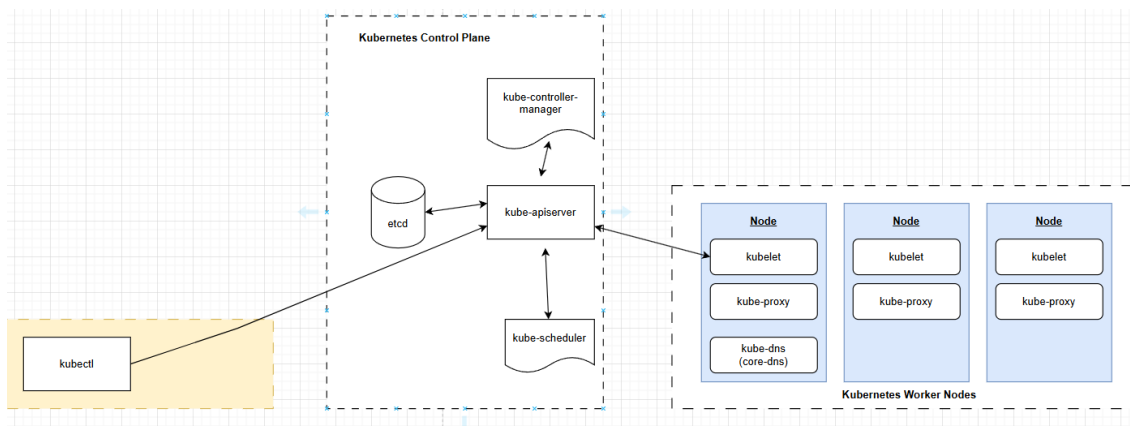 Kubernetes Control Plane
kube-controller-
manager
etcd
kube-apiserver
kube-scheduler
kubectl
Node
kubelet
kube-proxy
kube-dns
(core-dns)
Node
kubelet
kube-proxy
Node
kubelet
kube-proxy
Kubernetes Worker Nodes